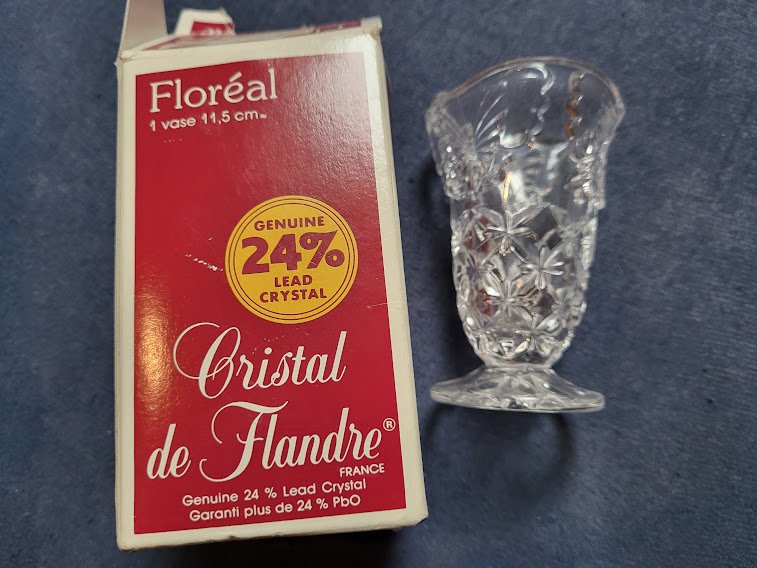 Floréal
1 vase 11,5 cm
GENUINE
24%
LEAD
CRYSTAL
Cristal
de Flandre®
FRANCE
Genuine 24 % Lead Crystal
Garanti plus de 24 % PbO